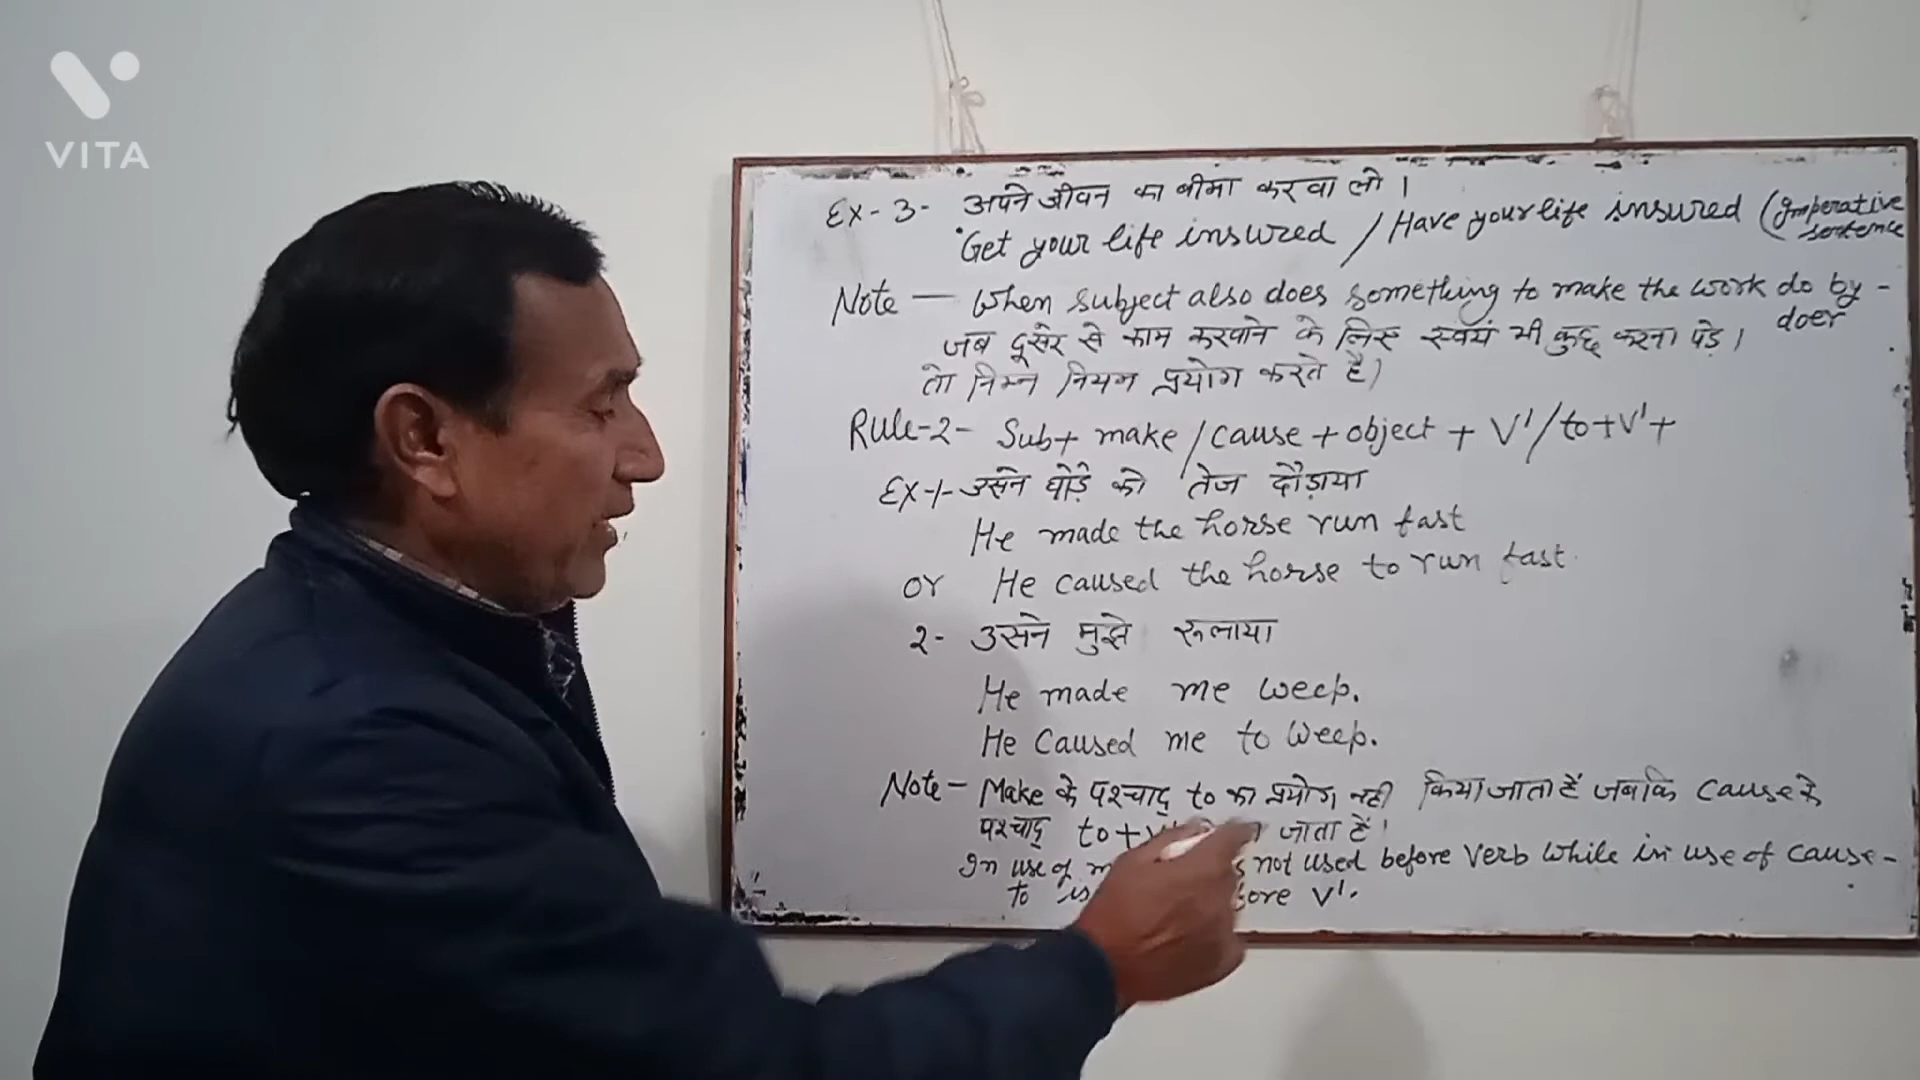 VITA
Ex-3- अपने जीवन का बीमा करवा लो ।
Get your life insured / Have your life insured (Imperative sentence
Note — When subject also does something to make the work do by - doer
जब दूसरे से काम करवाने के लिए स्वयं भी कुछ करना पड़े ।
तो निम्न नियम प्रयोग करते है)
Rule-2- Sub+ make / cause + object + V' / to+V' +
Ex-1- उसने घोड़े को तेज दौड़ाया
He made the horse run fast
or He caused the horse to run fast.
2- उसने मुझे रूलाया
He made me weep.
He Caused me to Weep.
Note - Make के पश्चाद् to का प्रयोग नही किया जाता हैं जबकि Cause के
पश्चाद् to + जाता हैं ।
In use of not used before Verb While in use of cause -
To is V'.